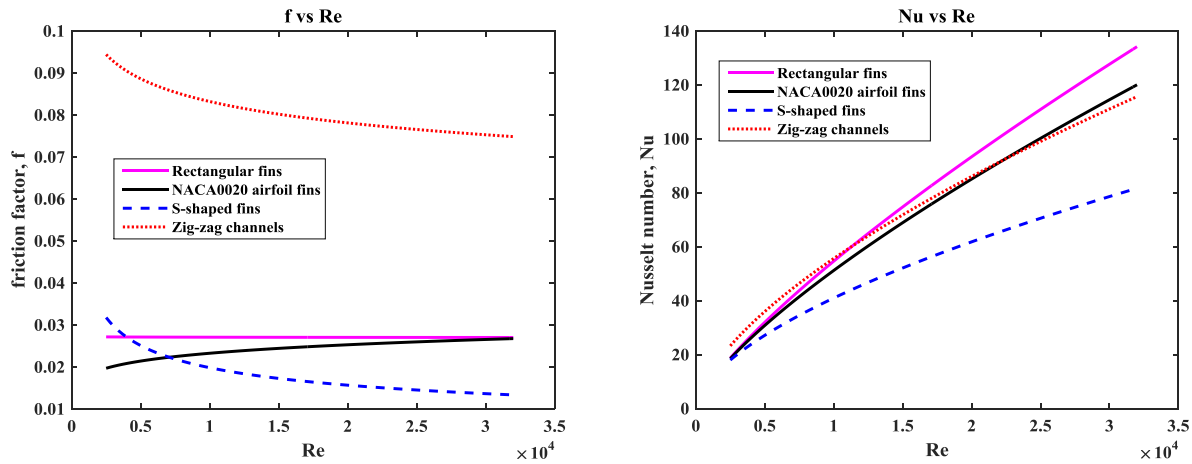 f vs Re
0.1
0.09
0.08
0.07
0.06
0.05
0.04
0.03
0.02
0.01
friction factor, f
Rectangular fins
NACA0020 airfoil fins
S-shaped fins
Zig-zag channels
0 0.5 1 1.5 2 2.5 3 3.5
Re
×10⁴
Nu vs Re
140
120
100
80
60
40
20
0
Nusselt number, Nu
Rectangular fins
NACA0020 airfoil fins
S-shaped fins
Zig-zag channels
0 0.5 1 1.5 2 2.5 3 3.5
Re
×10⁴